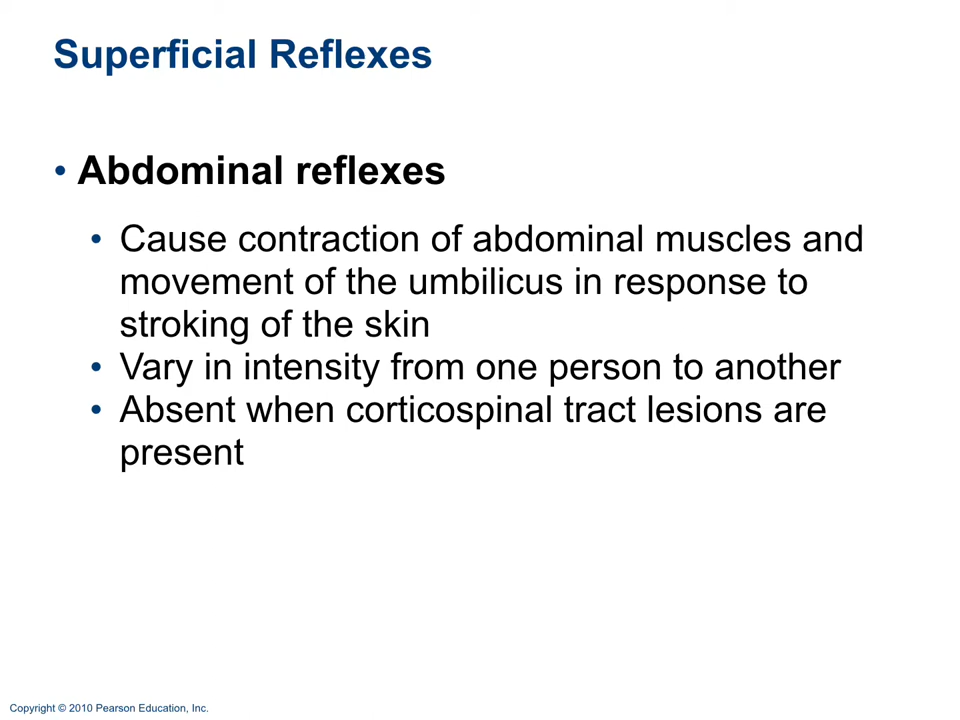 Superficial Reflexes
• Abdominal reflexes
• Cause contraction of abdominal muscles and
movement of the umbilicus in response to
stroking of the skin
• Vary in intensity from one person to another
• Absent when corticospinal tract lesions are
present
Copyright © 2010 Pearson Education, Inc.